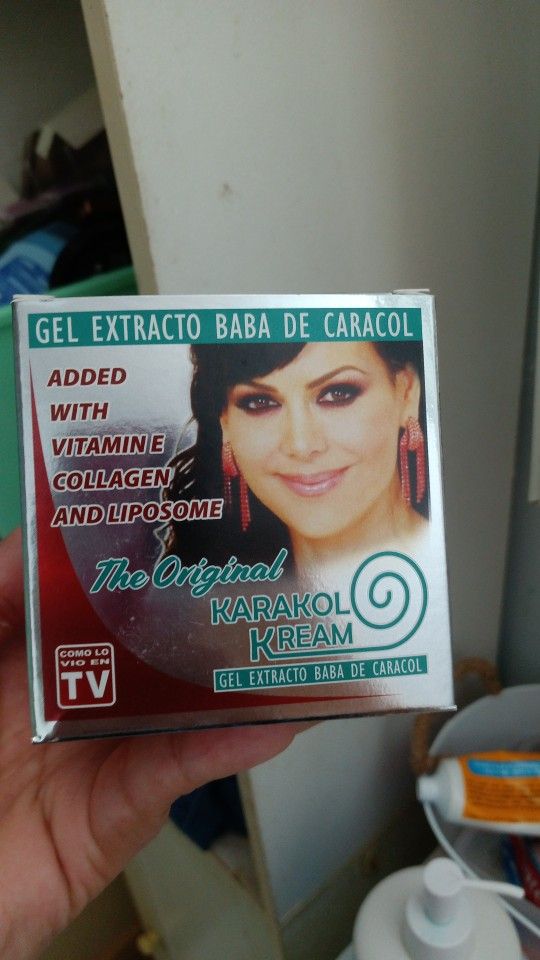 GEL EXTRACTO BABA DE CARACOL
ADDED
WITH
VITAMIN E
COLLAGEN
AND LIPOSOME
The Original
KARAKOL
KREAM
GEL EXTRACTO BABA DE CARACOL
COMO LO
VIO EN
TV